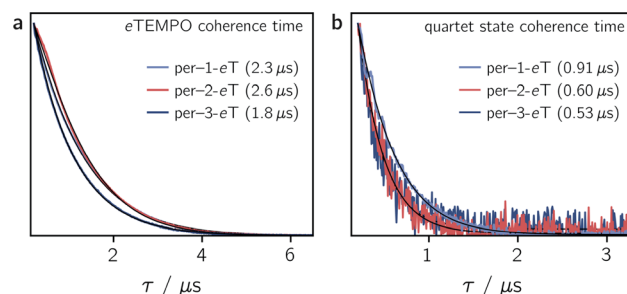 a
eTEMPO coherence time
per–1-eT (2.3 μs)
per–2-eT (2.6 μs)
per–3-eT (1.8 μs)
2
4
6
τ / μs
b
quartet state coherence time
per–1-eT (0.91 μs)
per–2-eT (0.60 μs)
per–3-eT (0.53 μs)
1
2
3
τ / μs